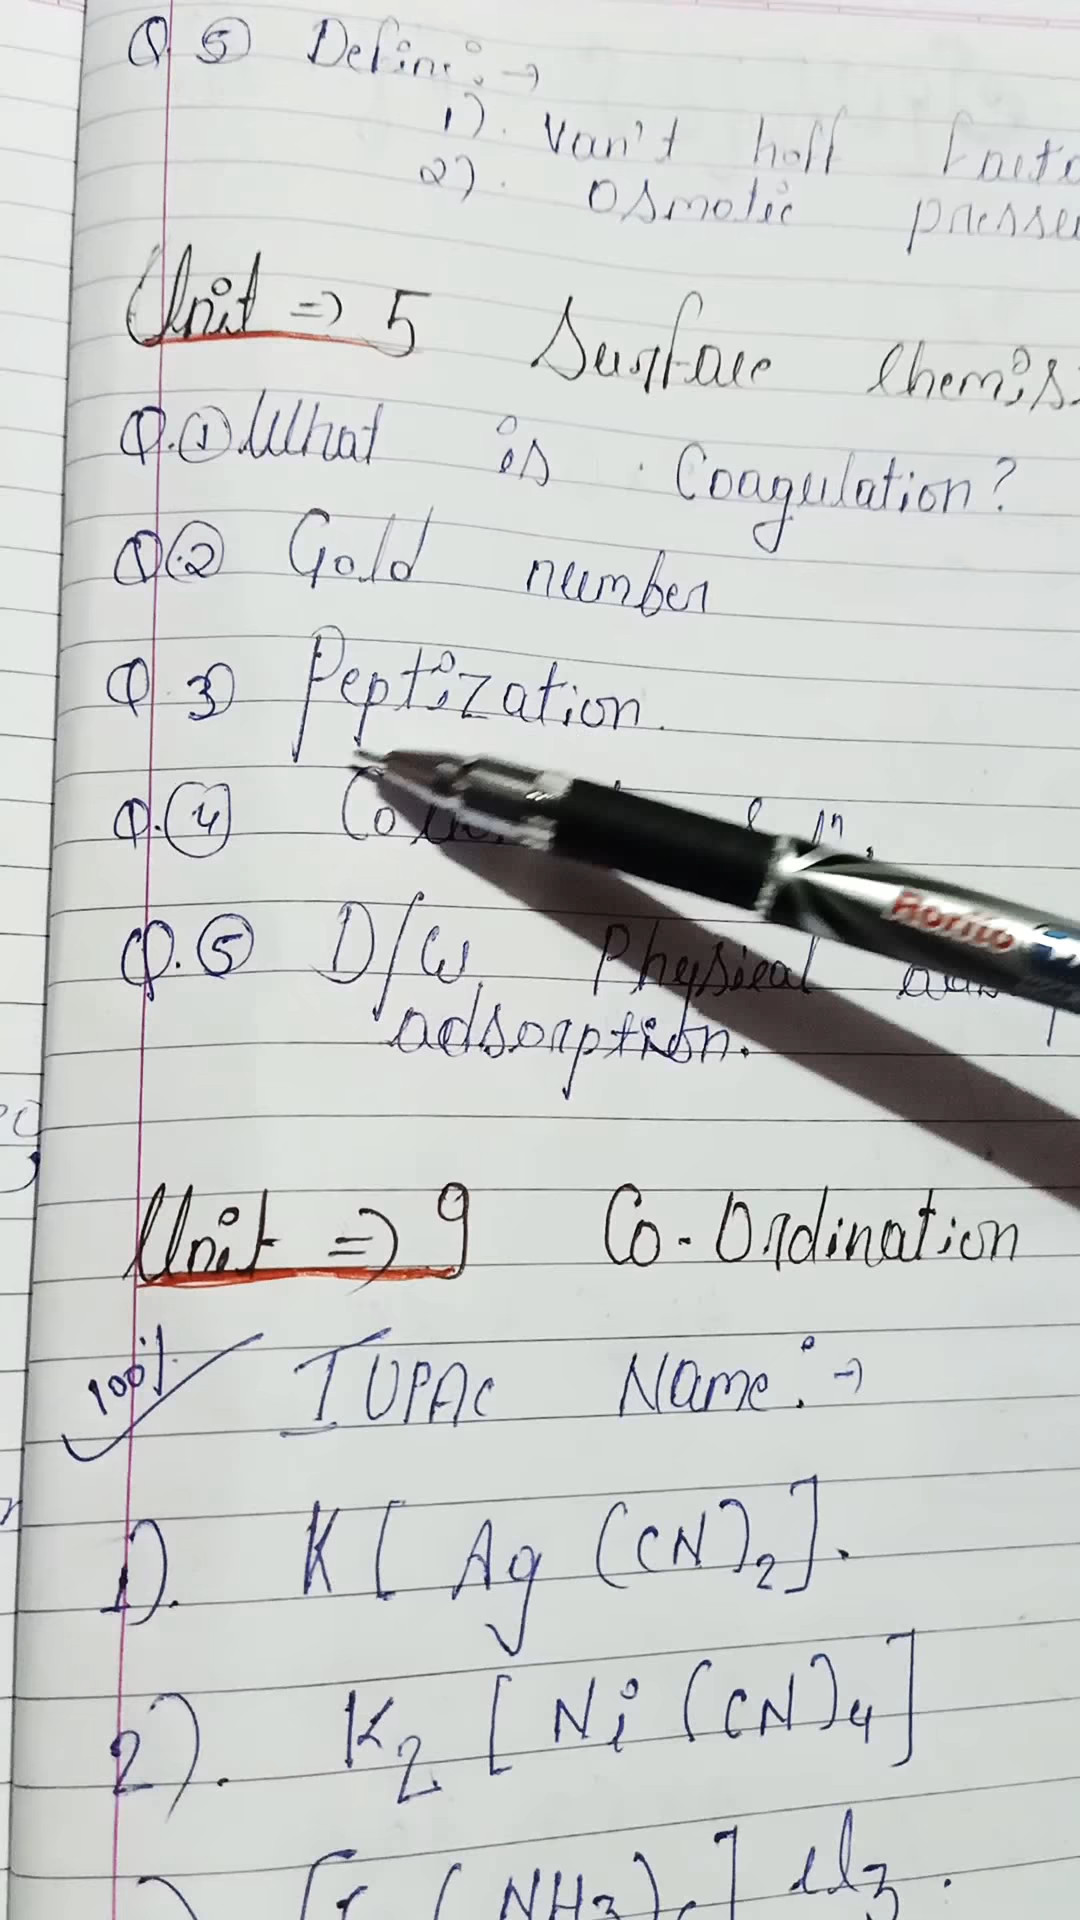 Q. 5) Define :→
1). Van't hoff
2). Osmotic
Unit ⇒ 5 Surface
Q. ① What is Coagulation?
Q ② Gold number
Q. 3) Peptization.
Q. ④
Q. ⑤ D/w Physical
adsorption.
Unit ⇒ 9 Co-Ordination
100% IUPAC Name :→
1). K [ Ag (CN)₂ ].
2). K₂ [ Ni (CN)₄ ]
(NH₃) ] Cl₃.